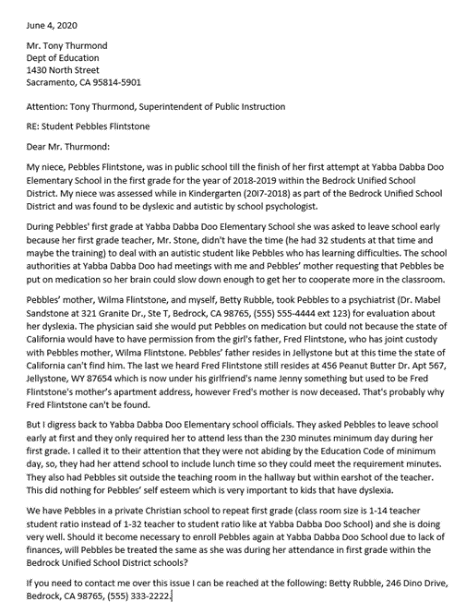 June 4, 2020
Mr. Tony Thurmond
Dept of Education
1430 North Street
Sacramento, CA 95814-5901
Attention: Tony Thurmond, Superintendent of Public Instruction
RE: Student Pebbles Flintstone
Dear Mr. Thurmond:
My niece, Pebbles Flintstone, was in public school till the finish of her first attempt at Yabba Dabba Doo
Elementary School in the first grade for the year of 2018-2019 within the Bedrock Unified School
District. My niece was assessed while in Kindergarten (20I7-2018) as part of the Bedrock Unified School
District and was found to be dyslexic and autistic by school psychologist.
During Pebbles' first grade at Yabba Dabba Doo Elementary School she was asked to leave school early
because her first grade teacher, Mr. Stone, didn't have the time (he had 32 students at that time and
maybe the training) to deal with an autistic student like Pebbles who has learning difficulties. The school
authorities at Yabba Dabba Doo had meetings with me and Pebbles’ mother requesting that Pebbles be
put on medication so her brain could slow down enough to get her to cooperate more in the classroom.
Pebbles’ mother, Wilma Flintstone, and myself, Betty Rubble, took Pebbles to a psychiatrist (Dr. Mabel
Sandstone at 321 Granite Dr., Ste T, Bedrock, CA 98765, (555) 555-4444 ext 123) for evaluation about
her dyslexia. The physician said she would put Pebbles on medication but could not because the state of
California would have to have permission from the girl's father, Fred Flintstone, who has joint custody
with Pebbles mother, Wilma Flintstone. Pebbles’ father resides in Jellystone but at this time the state of
California can't find him. The last we heard Fred Flintstone still resides at 456 Peanut Butter Dr. Apt 567,
Jellystone, WY 87654 which is now under his girlfriend's name Jenny something but used to be Fred
Flintstone's mother’s apartment address, however Fred's mother is now deceased. That's probably why
Fred Flintstone can't be found.
But I digress back to Yabba Dabba Doo Elementary school officials. They asked Pebbles to leave school
early at first and they only required her to attend less than the 230 minutes minimum day during her
first grade. I called it to their attention that they were not abiding by the Education Code of minimum
day, so, they had her attend school to include lunch time so they could meet the requirement minutes.
They also had Pebbles sit outside the teaching room in the hallway but within earshot of the teacher.
This did nothing for Pebbles’ self esteem which is very important to kids that have dyslexia.
We have Pebbles in a private Christian school to repeat first grade (class room size is 1-14 teacher
student ratio instead of 1-32 teacher to student ratio like at Yabba Dabba Doo School) and she is doing
very well. Should it become necessary to enroll Pebbles again at Yabba Dabba Doo School due to lack of
finances, will Pebbles be treated the same as she was during her attendance in first grade within the
Bedrock Unified School District schools?
If you need to contact me over this issue I can be reached at the following: Betty Rubble, 246 Dino Drive,
Bedrock, CA 98765, (555) 333-2222.